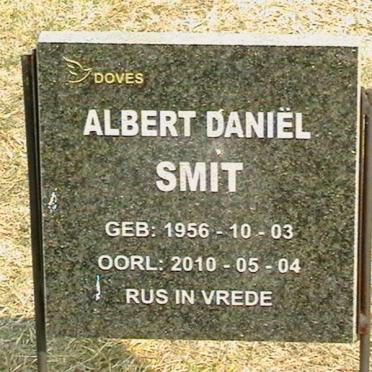 DOVES
ALBERT DANIËL
SMIT
GEB: 1956 - 10 - 03
OORL: 2010 - 05 - 04
RUS IN VREDE